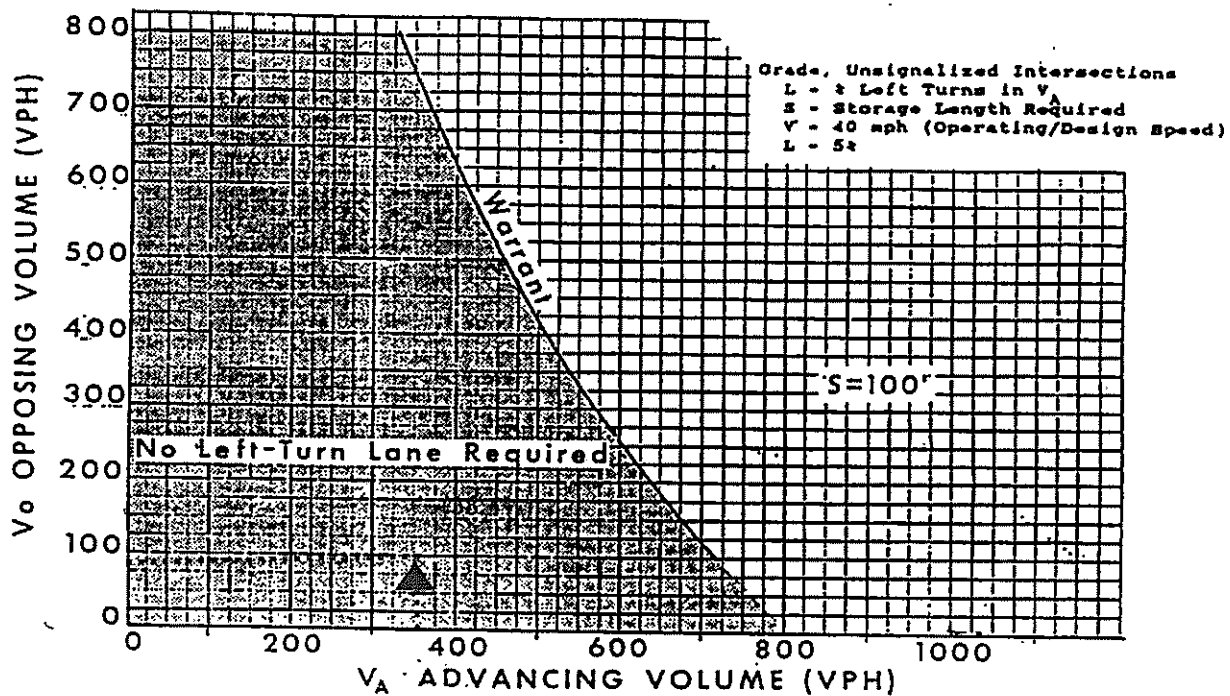 800
700
600
500
400
300
200
100
0
Vo OPPOSING VOLUME (VPH)
Grade, Unsignalized Intersections
L = % Left Turns in VA
S = Storage Length Required
V = 40 mph (Operating/Design Speed)
L = 5%
Warrant
S=100'
No Left-Turn Lane Required
0 200 400 600 800 1000
VA ADVANCING VOLUME (VPH)